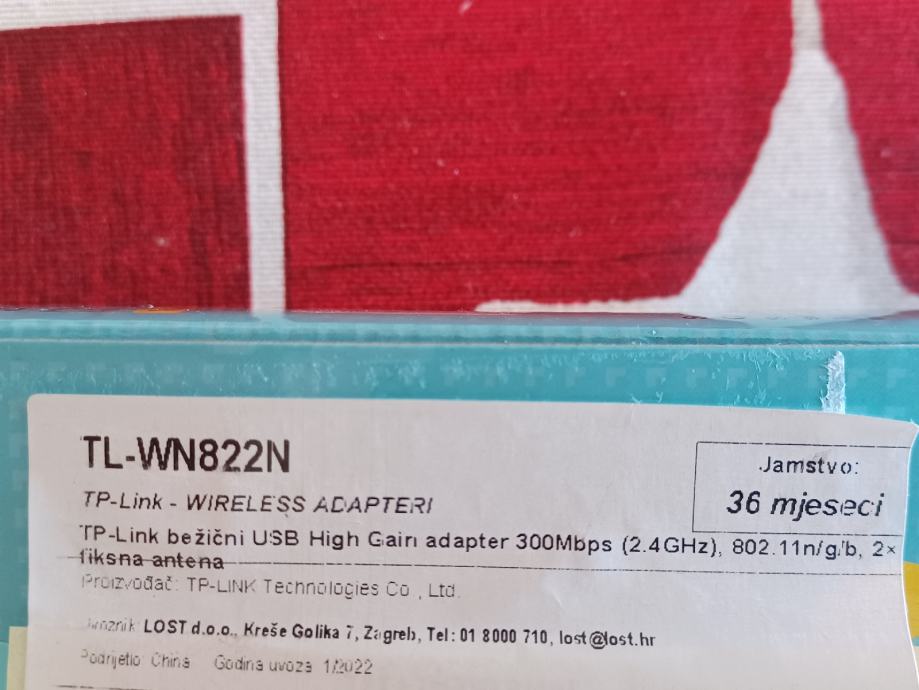 TL-WN822N
Jamstvo:
36 mjeseci
TP-Link - WIRELESS ADAPTERI
TP-Link bežični USB High Gain adapter 300Mbps (2.4GHz), 802.11n/g/b, 2×
fiksna antena
Proizvođač: TP-LINK Technologies Co., Ltd.
LOST d.o.o., Kreše Golika 7, Zagreb, Tel: 01 8000 710, lost@lost.hr
Podrijetlo: China Godina uvoza 1/2022